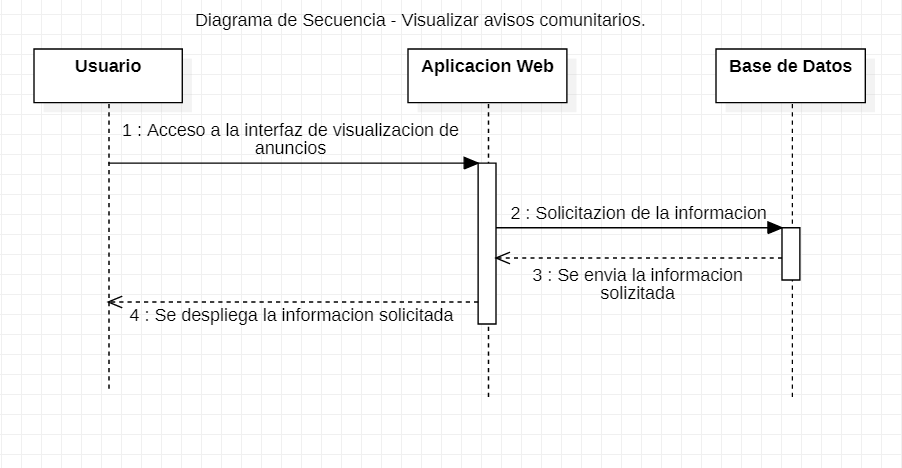 Diagrama de Secuencia - Visualizar avisos comunitarios.
Usuario
Aplicacion Web
Base de Datos
1 : Acceso a la interfaz de visualizacion de
anuncios
2 : Solicitazion de la informacion
3 : Se envia la informacion
solizitada
4 : Se despliega la informacion solicitada